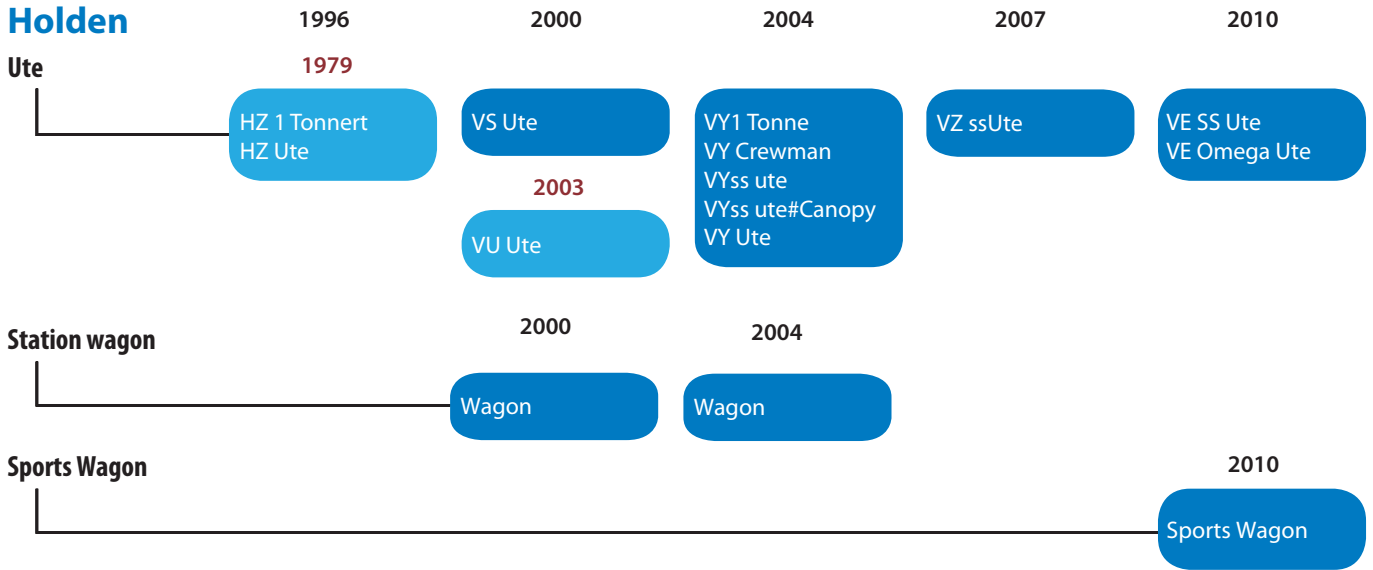 Holden
1996 2000 2004 2007 2010
Ute
1979
HZ 1 Tonnert
HZ Ute
VS Ute
2003
VU Ute
VY1 Tonne
VY Crewman
VYss ute
VYss ute#Canopy
VY Ute
VZ ssUte
VE SS Ute
VE Omega Ute
Station wagon
2000 2004
Wagon
Wagon
Sports Wagon
2010
Sports Wagon